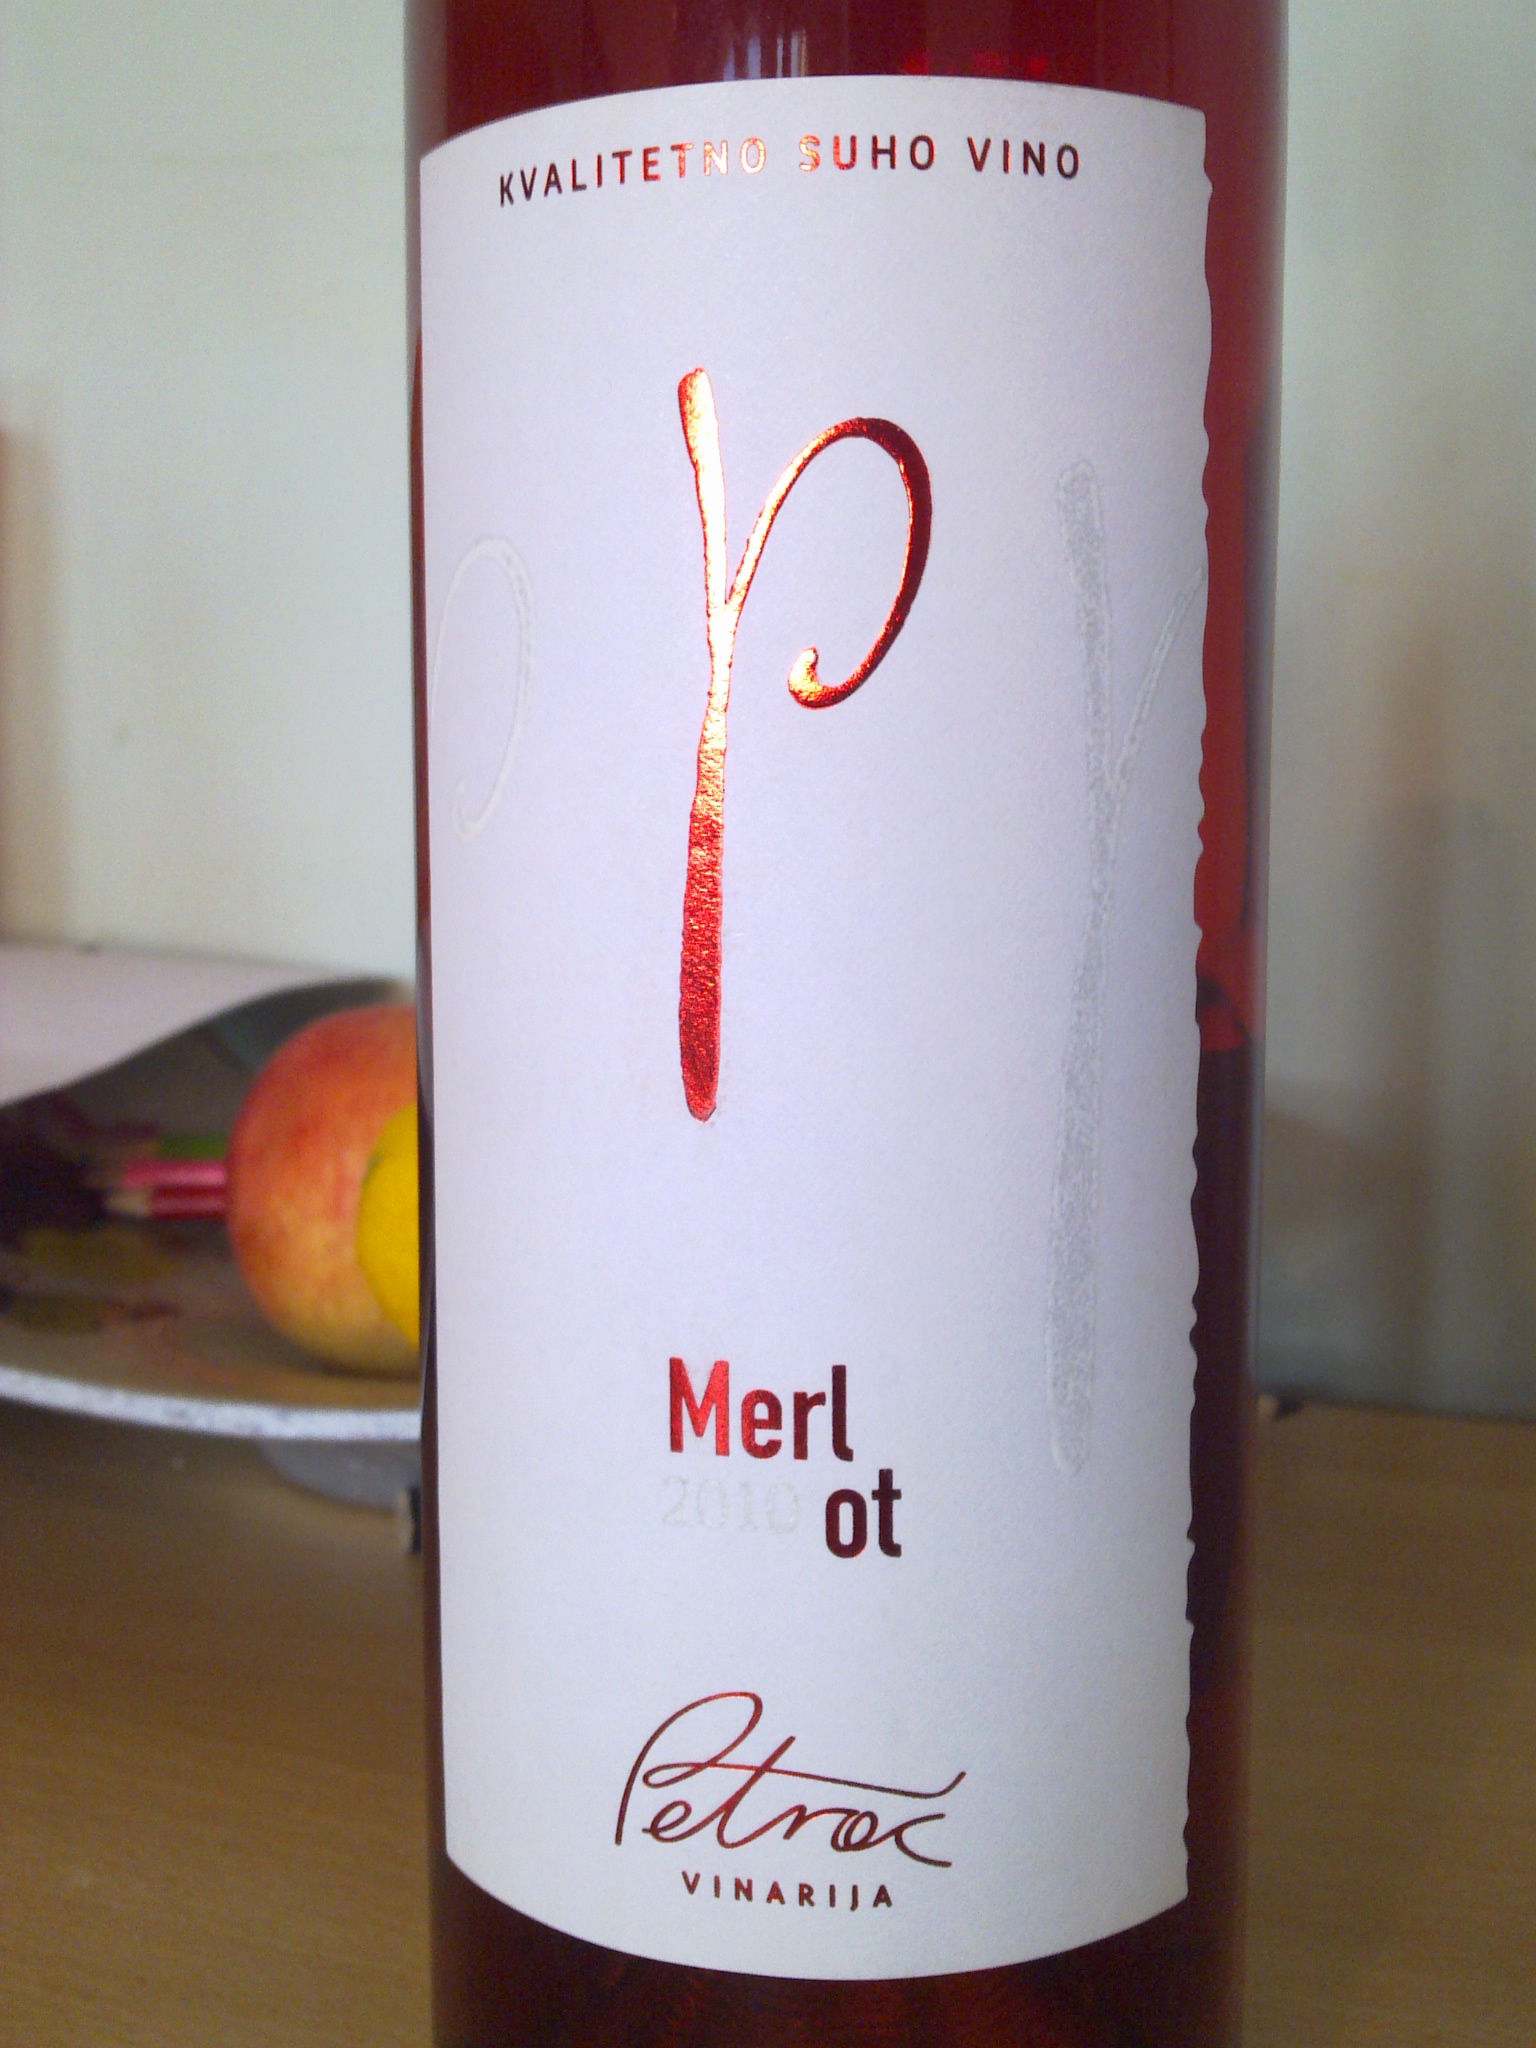 KVALITETNO SUHO VINO
p
Merl
2010 ot
Petrač
VINARIJA